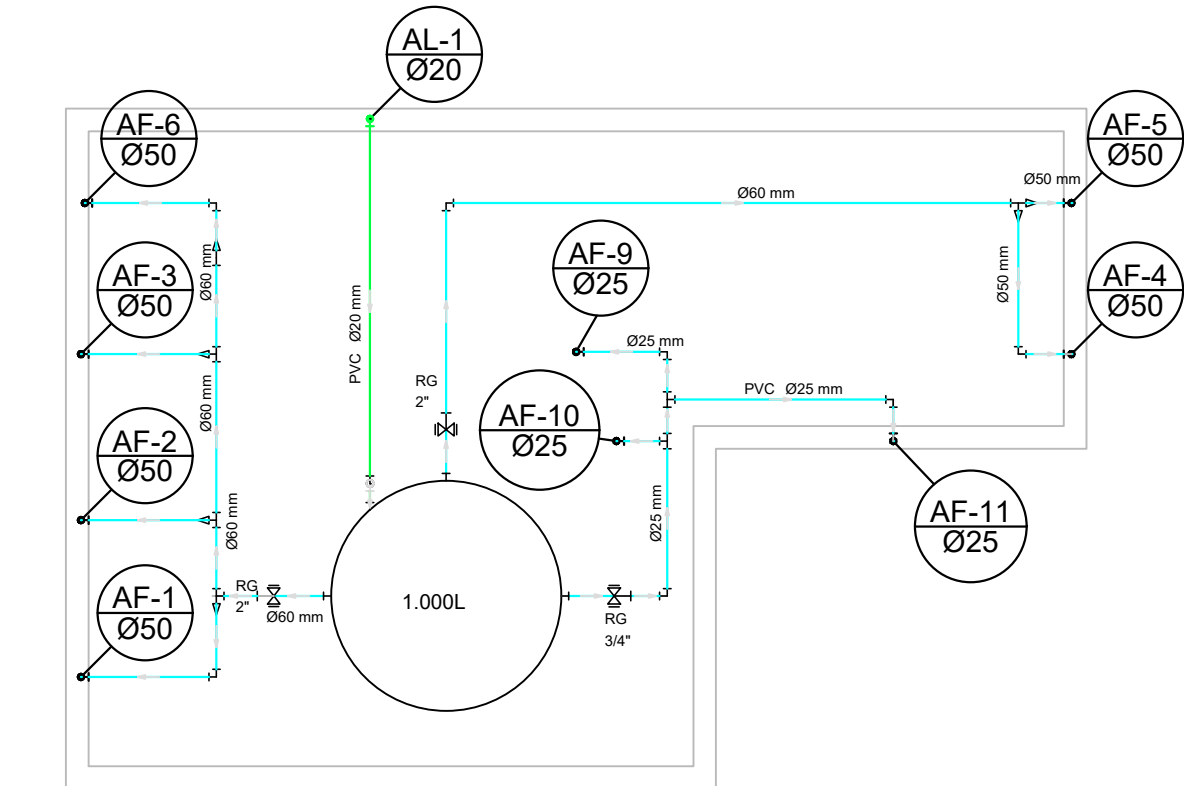 AL-1
Ø20
AF-6
Ø50
AF-5
Ø50
Ø50 mm
Ø60 mm
AF-3
Ø50
Ø60 mm
AF-9
Ø25
AF-4
Ø50
Ø50 mm
PVC Ø20 mm
Ø25 mm
RG
2"
PVC Ø25 mm
Ø60 mm
AF-10
Ø25
AF-2
Ø50
Ø60 mm
Ø25 mm
AF-11
Ø25
AF-1
Ø50
RG
2"
Ø60 mm
1.000L
RG
3/4"